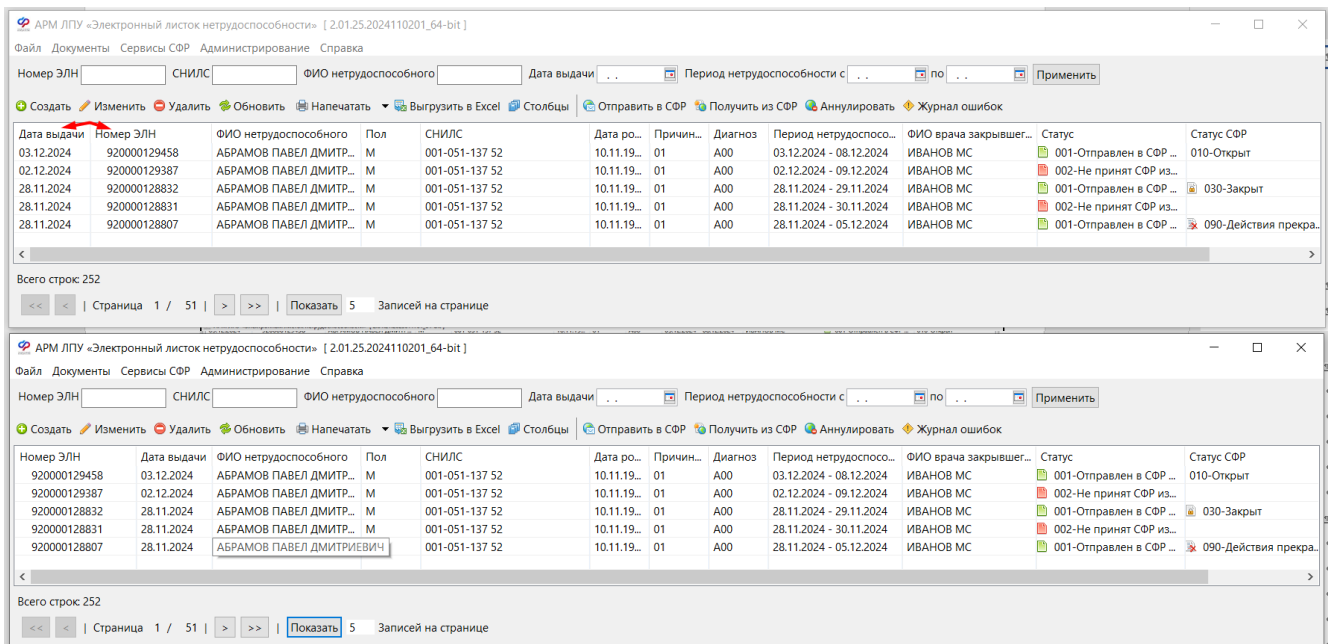 АРМ ЛПУ «Электронный листок нетрудоспособности» [ 2.01.25.2024110201_64-bit ]
Файл Документы Сервисы СФР Администрирование Справка
Номер ЭЛН СНИЛС ФИО нетрудоспособного Дата выдачи . . Период нетрудоспособности с . . по . . Применить
Создать Изменить Удалить Обновить Напечатать Выгрузить в Excel Столбцы Отправить в СФР Получить из СФР Аннулировать Журнал ошибок
Дата выдачи Номер ЭЛН ФИО нетрудоспособного Пол СНИЛС Дата ро... Причин... Диагноз Период нетрудоспосо... ФИО врача закрывшег... Статус Статус СФР
03.12.2024 920000129458 АБРАМОВ ПАВЕЛ ДМИТР... М 001-051-137 52 10.11.19... 01 A00 03.12.2024 - 08.12.2024 ИВАНОВ МС 001-Отправлен в СФР ... 010-Открыт
02.12.2024 920000129387 АБРАМОВ ПАВЕЛ ДМИТР... М 001-051-137 52 10.11.19... 01 A00 02.12.2024 - 09.12.2024 ИВАНОВ МС 002-Не принят СФР из...
28.11.2024 920000128832 АБРАМОВ ПАВЕЛ ДМИТР... М 001-051-137 52 10.11.19... 01 A00 28.11.2024 - 29.11.2024 ИВАНОВ МС 001-Отправлен в СФР ... 030-Закрыт
28.11.2024 920000128831 АБРАМОВ ПАВЕЛ ДМИТР... М 001-051-137 52 10.11.19... 01 A00 28.11.2024 - 30.11.2024 ИВАНОВ МС 002-Не принят СФР из...
28.11.2024 920000128807 АБРАМОВ ПАВЕЛ ДМИТР... М 001-051-137 52 10.11.19... 01 A00 28.11.2024 - 05.12.2024 ИВАНОВ МС 001-Отправлен в СФР ... 090-Действия прекра...
Всего строк: 252
<< < | Страница 1 / 51 | > >> | Показать 5 Записей на странице
АРМ ЛПУ «Электронный листок нетрудоспособности» [ 2.01.25.2024110201_64-bit ]
Файл Документы Сервисы СФР Администрирование Справка
Номер ЭЛН СНИЛС ФИО нетрудоспособного Дата выдачи . . Период нетрудоспособности с . . по . . Применить
Создать Изменить Удалить Обновить Напечатать Выгрузить в Excel Столбцы Отправить в СФР Получить из СФР Аннулировать Журнал ошибок
Номер ЭЛН Дата выдачи ФИО нетрудоспособного Пол СНИЛС Дата ро... Причин... Диагноз Период нетрудоспосо... ФИО врача закрывшег... Статус Статус СФР
920000129458 03.12.2024 АБРАМОВ ПАВЕЛ ДМИТР... М 001-051-137 52 10.11.19... 01 A00 03.12.2024 - 08.12.2024 ИВАНОВ МС 001-Отправлен в СФР ... 010-Открыт
920000129387 02.12.2024 АБРАМОВ ПАВЕЛ ДМИТР... М 001-051-137 52 10.11.19... 01 A00 02.12.2024 - 09.12.2024 ИВАНОВ МС 002-Не принят СФР из...
920000128832 28.11.2024 АБРАМОВ ПАВЕЛ ДМИТР... М 001-051-137 52 10.11.19... 01 A00 28.11.2024 - 29.11.2024 ИВАНОВ МС 001-Отправлен в СФР ... 030-Закрыт
920000128831 28.11.2024 АБРАМОВ ПАВЕЛ ДМИТР... М 001-051-137 52 10.11.19... 01 A00 28.11.2024 - 30.11.2024 ИВАНОВ МС 002-Не принят СФР из...
920000128807 28.11.2024 АБРАМОВ ПАВЕЛ ДМИТРИЕВИЧ 001-051-137 52 10.11.19... 01 A00 28.11.2024 - 05.12.2024 ИВАНОВ МС 001-Отправлен в СФР ... 090-Действия прекра...
Всего строк: 252
<< < | Страница 1 / 51 | > >> | Показать 5 Записей на странице